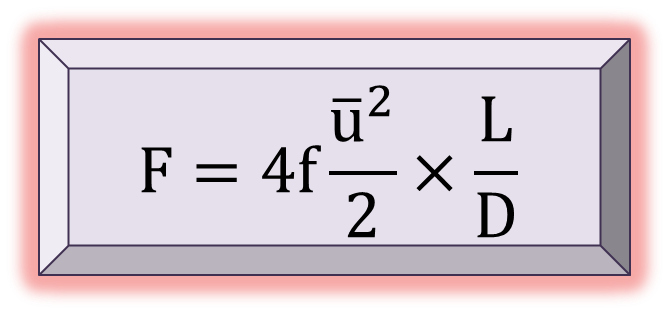 F = 4f ū²/2 × L/D